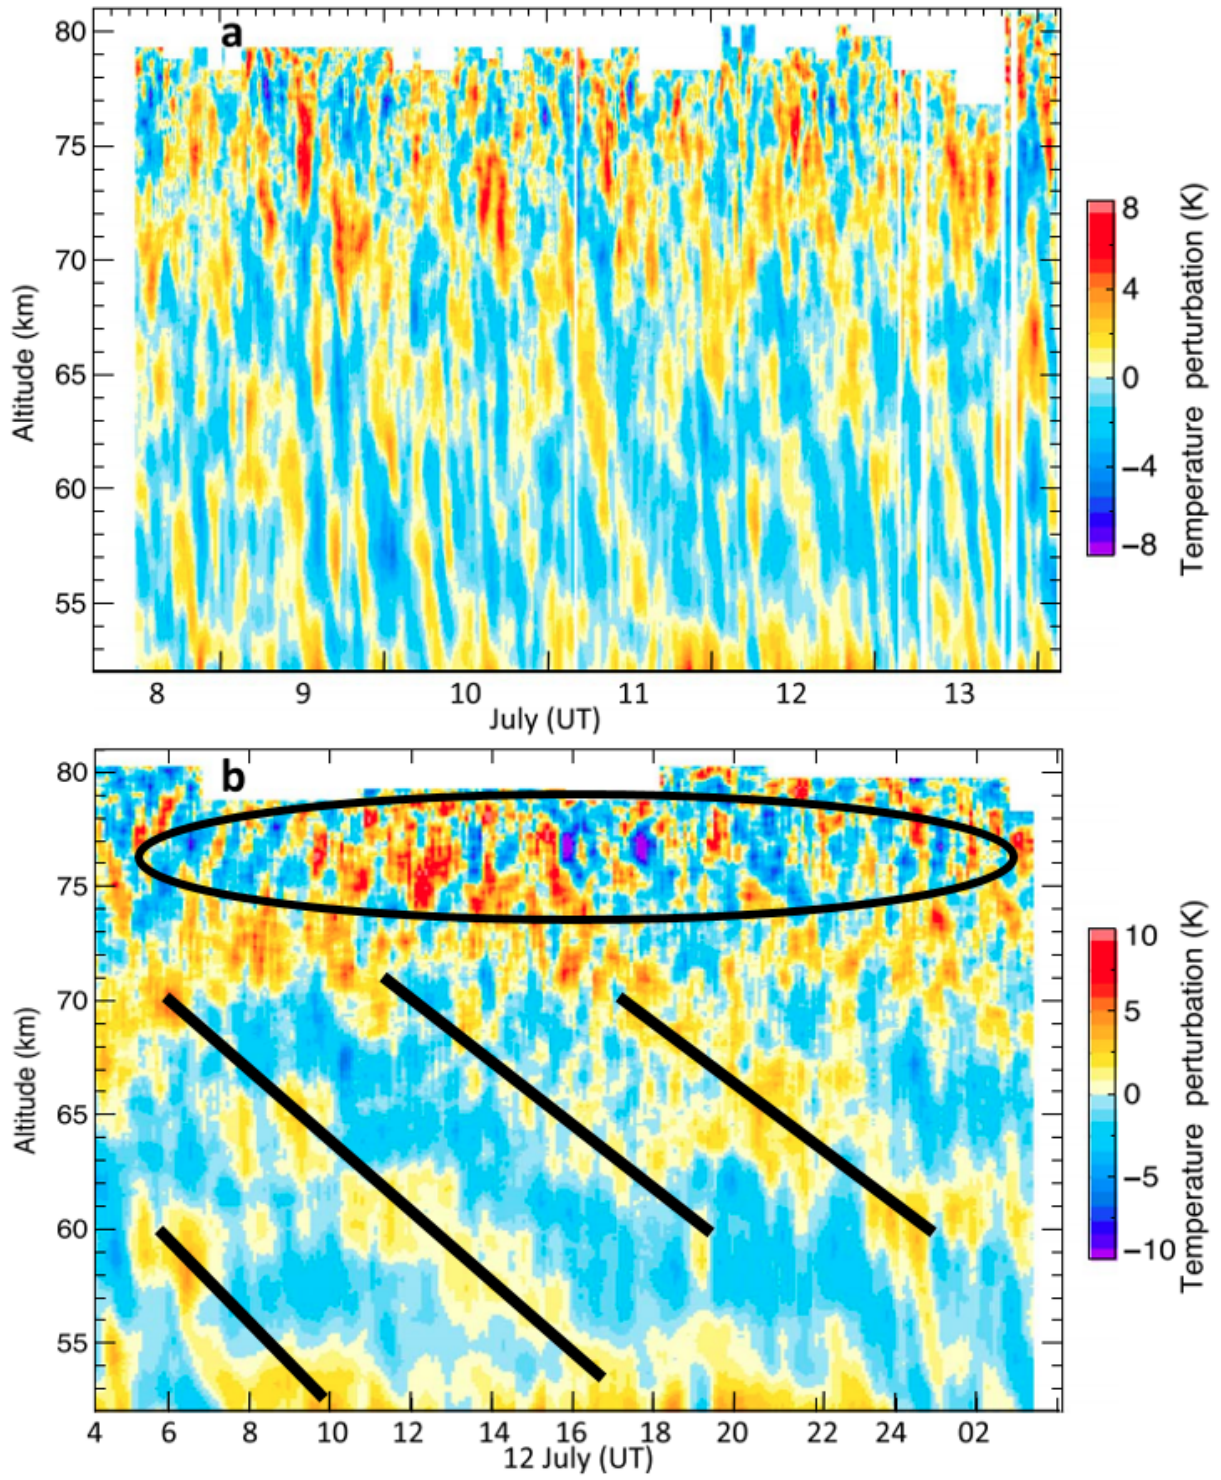 a
80
75
70
65
60
55
Altitude (km)
8 9 10 11 12 13
July (UT)
8
4
0
−4
−8
Temperature perturbation (K)
b
80
75
70
65
60
55
Altitude (km)
4 6 8 10 12 14 16 18 20 22 24 02
12 July (UT)
10
5
0
−5
−10
Temperature perturbation (K)